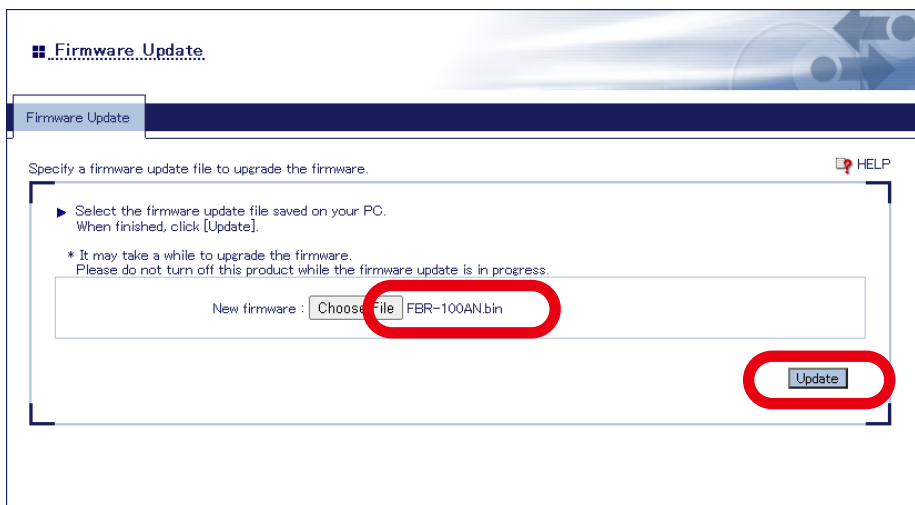 Firmware Update
Firmware Update
Specify a firmware update file to upgrade the firmware.
HELP
Select the firmware update file saved on your PC.
When finished, click [Update].
* It may take a while to upgrade the firmware.
Please do not turn off this product while the firmware update is in progress.
New firmware : Choose File FBR-100AN.bin
Update